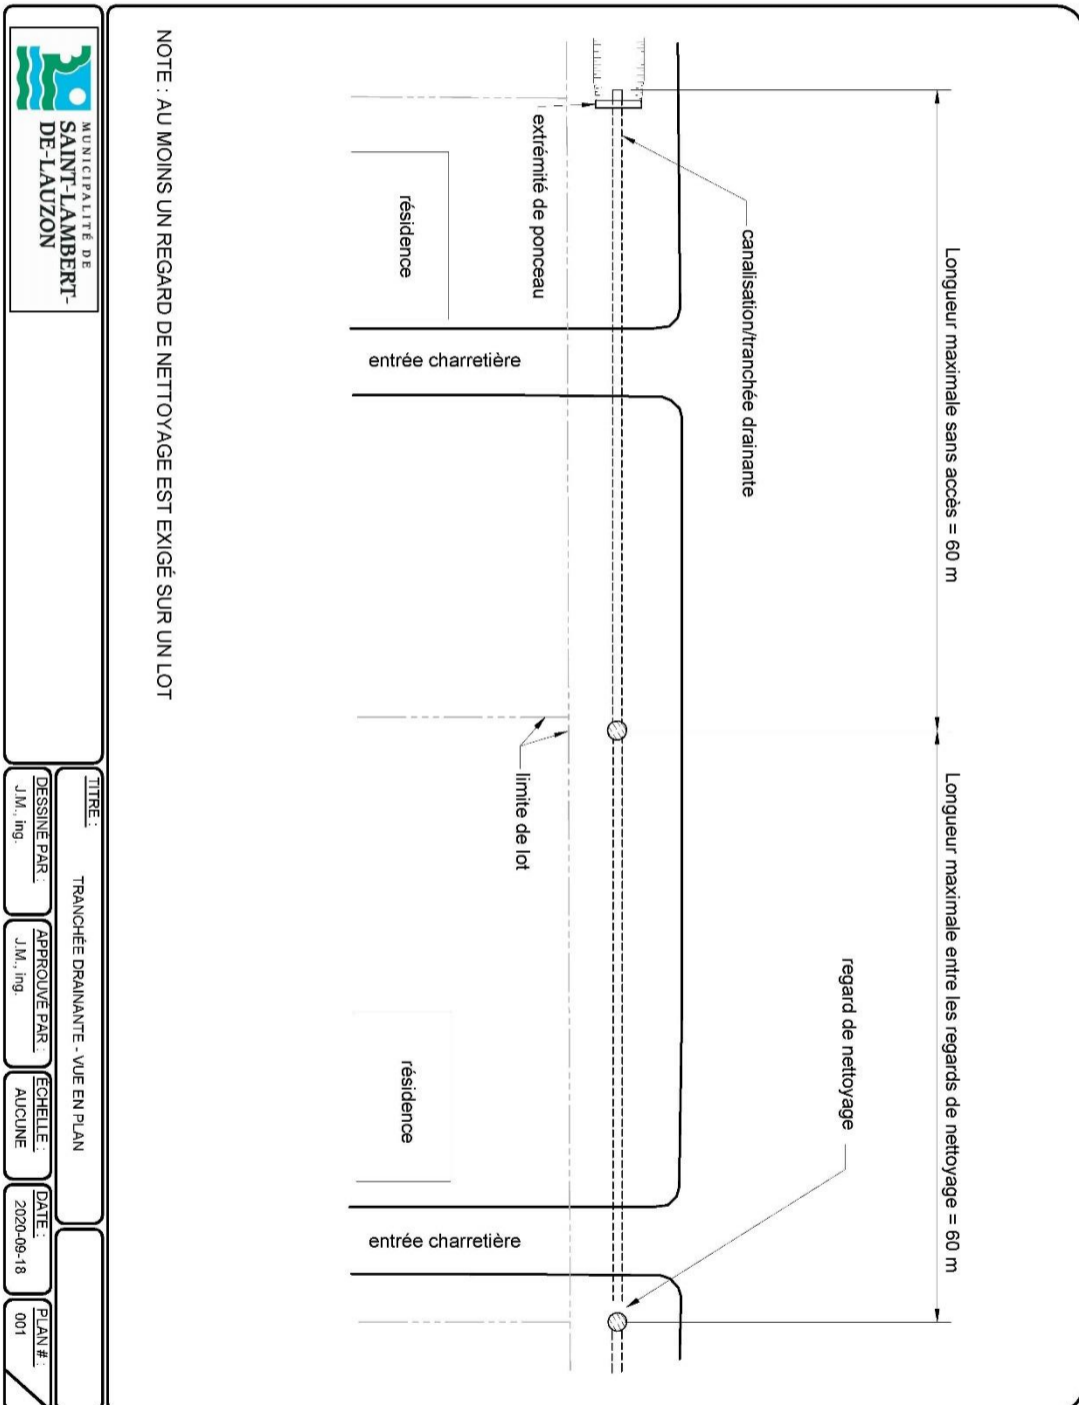 Longueur maximale sans accès = 60 m
Longueur maximale entre les regards de nettoyage = 60 m
regard de nettoyage
canalisation/tranchée drainante
extrémité de ponceau
limite de lot
résidence
entrée charretière
résidence
entrée charretière
NOTE : AU MOINS UN REGARD DE NETTOYAGE EST EXIGÉ SUR UN LOT
MUNICIPALITÉ DE
SAINT-LAMBERT-
DE-LAUZON
TITRE :
TRANCHÉE DRAINANTE - VUE EN PLAN
DESSINÉ PAR :
J.M., ing.
APPROUVÉ PAR :
J.M., ing.
ÉCHELLE :
AUCUNE
DATE :
2020-09-18
PLAN # :
001